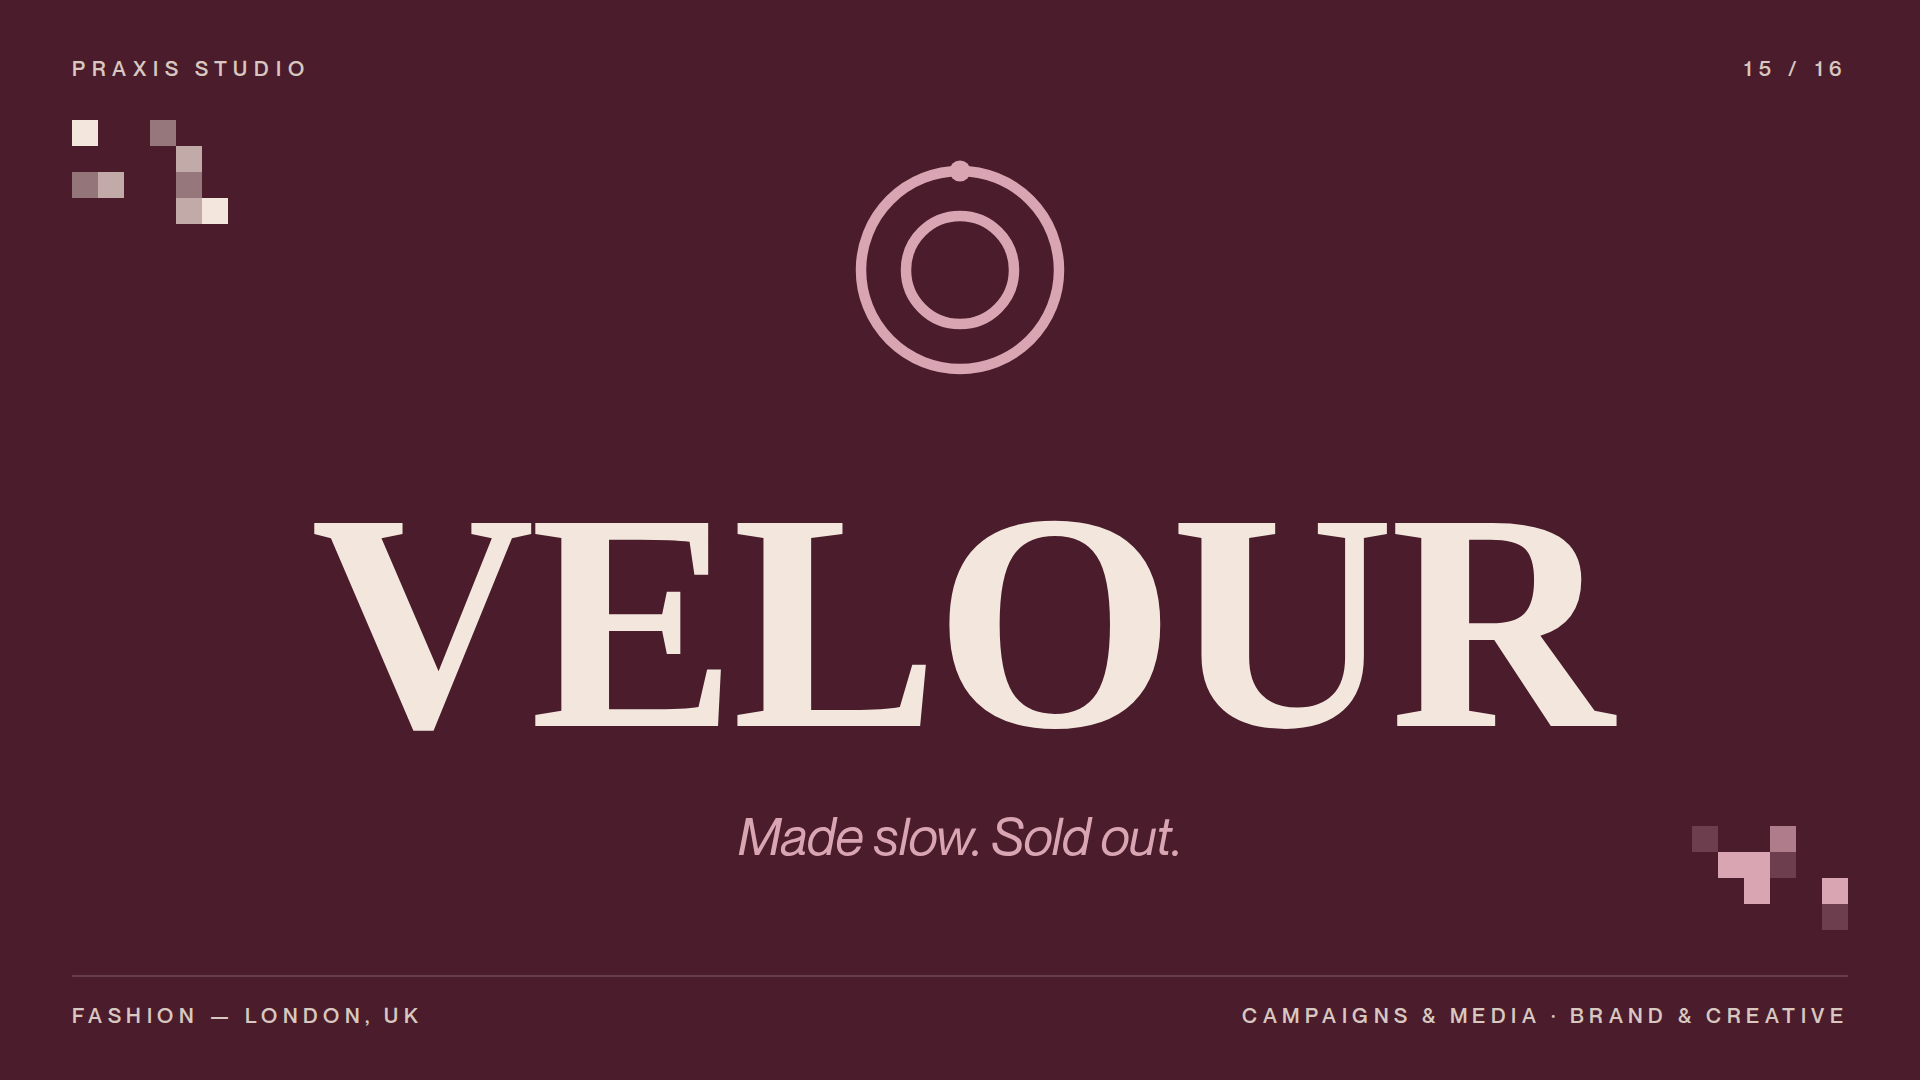 PRAXIS STUDIO
15 / 16
VELOUR
Made slow. Sold out.
FASHION — LONDON, UK
CAMPAIGNS & MEDIA · BRAND & CREATIVE